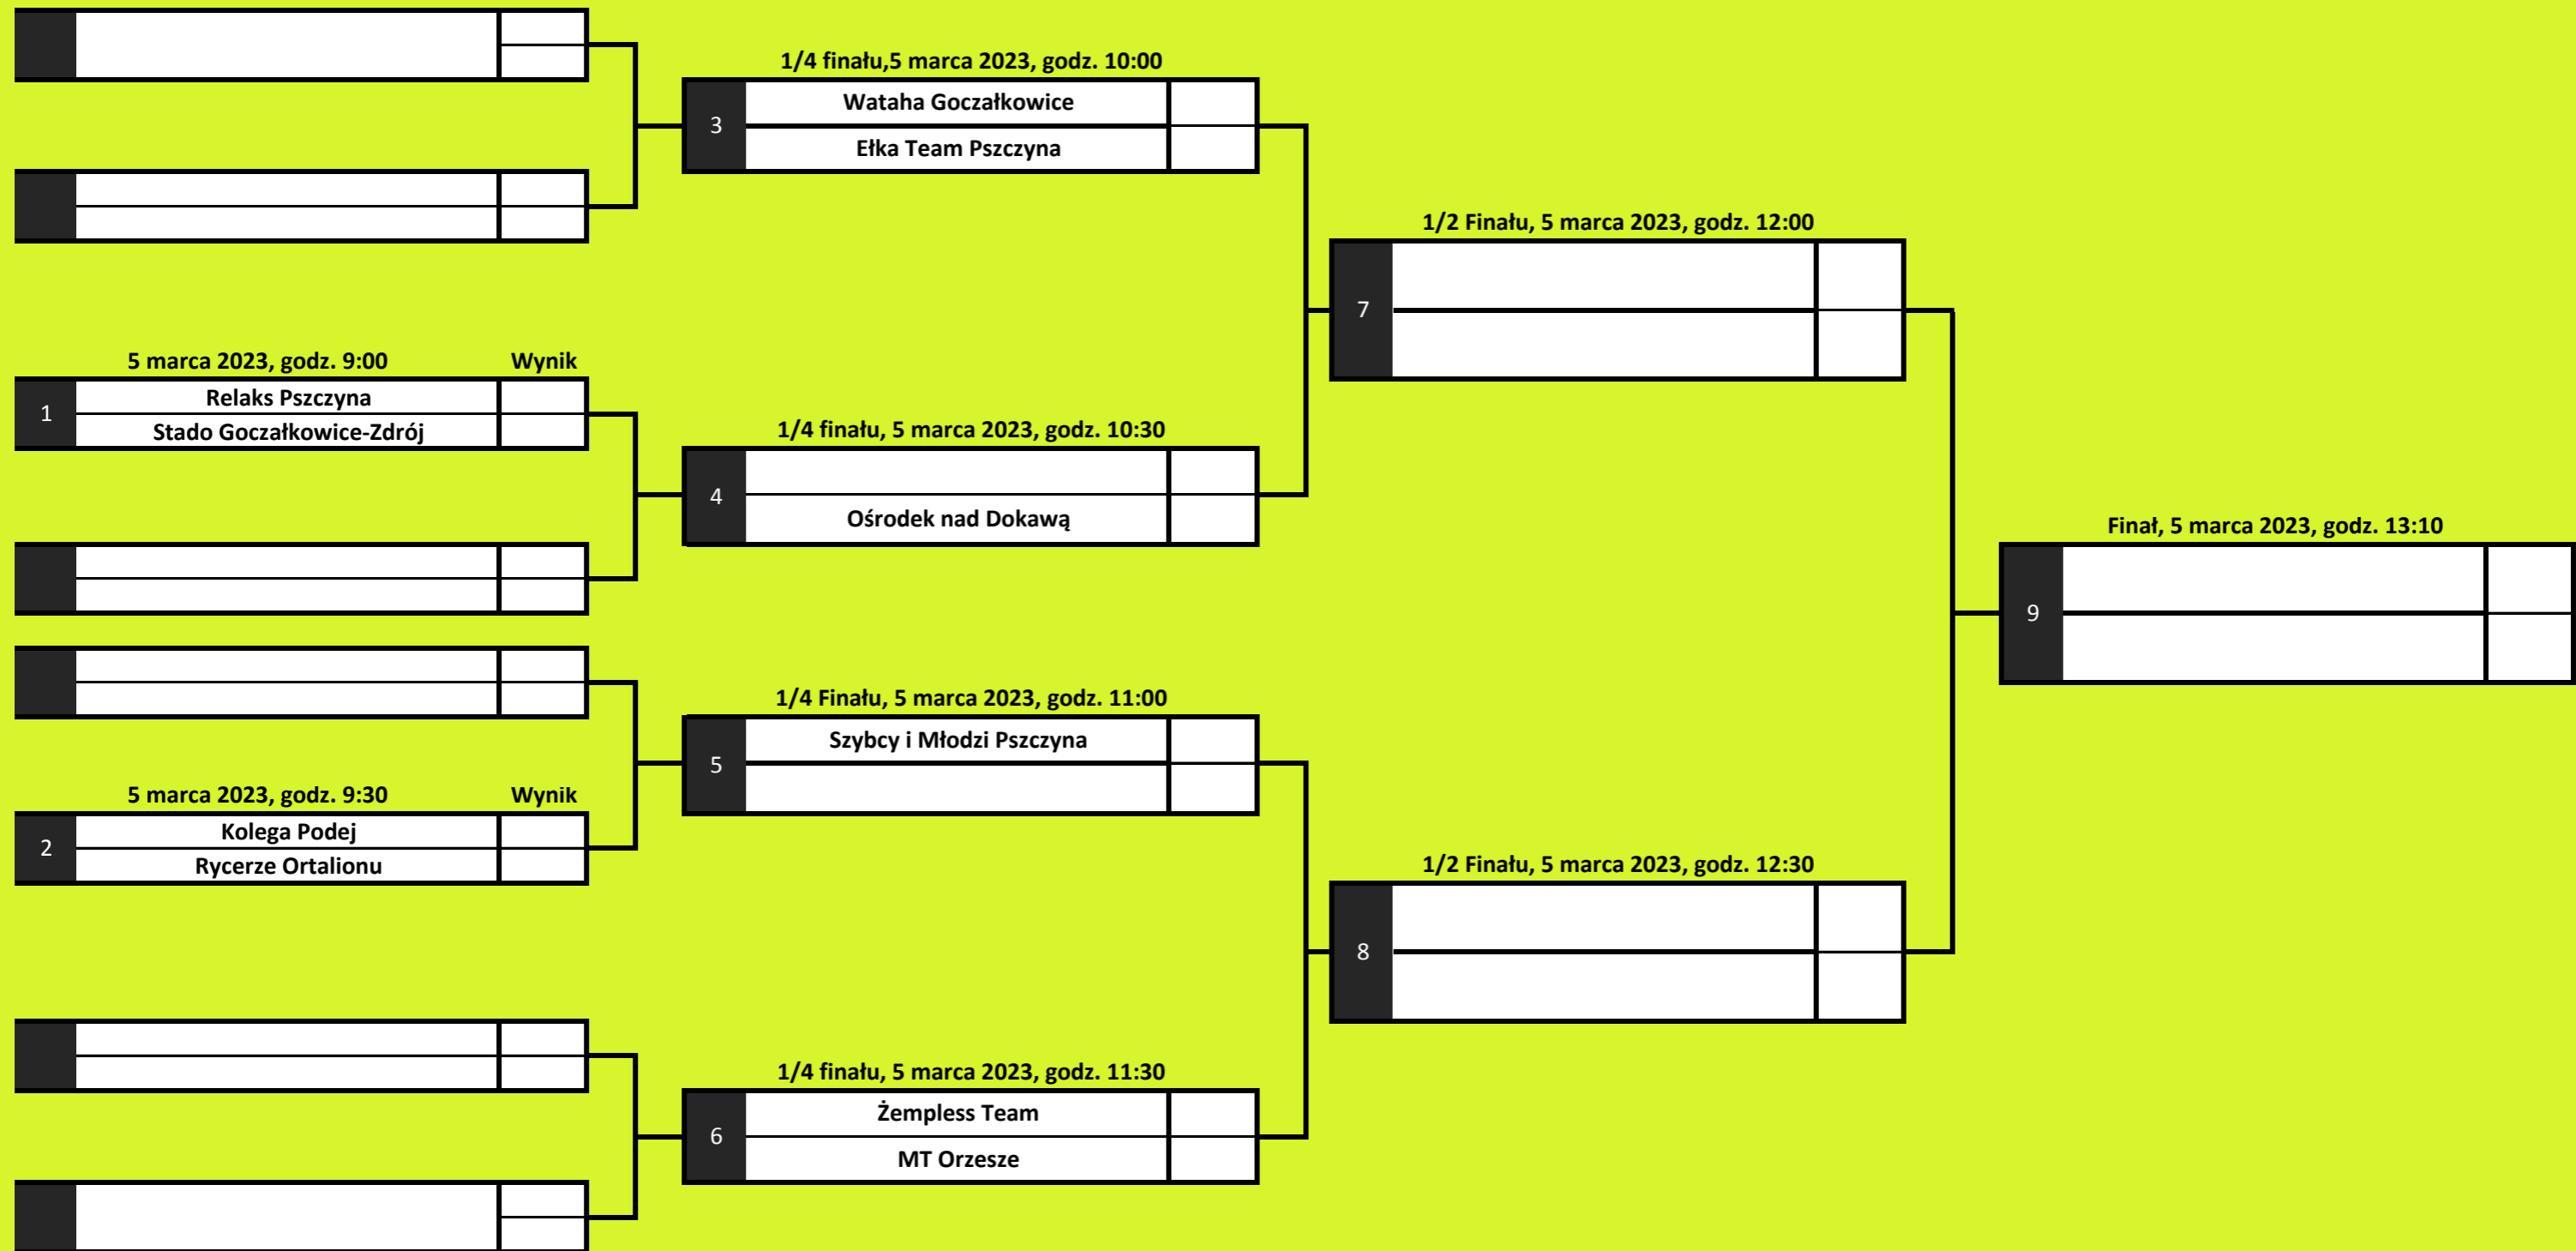 1/4 finału,5 marca 2023, godz. 10:00
3
Wataha Goczałkowice
Ełka Team Pszczyna
1/2 Finału, 5 marca 2023, godz. 12:00
7
5 marca 2023, godz. 9:00 Wynik
1
Relaks Pszczyna
Stado Goczałkowice-Zdrój
1/4 finału, 5 marca 2023, godz. 10:30
4
Ośrodek nad Dokawą
Finał, 5 marca 2023, godz. 13:10
9
1/4 Finału, 5 marca 2023, godz. 11:00
5
Szybcy i Młodzi Pszczyna
5 marca 2023, godz. 9:30 Wynik
2
Kolega Podej
Rycerze Ortalionu
1/2 Finału, 5 marca 2023, godz. 12:30
8
1/4 finału, 5 marca 2023, godz. 11:30
6
Żempless Team
MT Orzesze